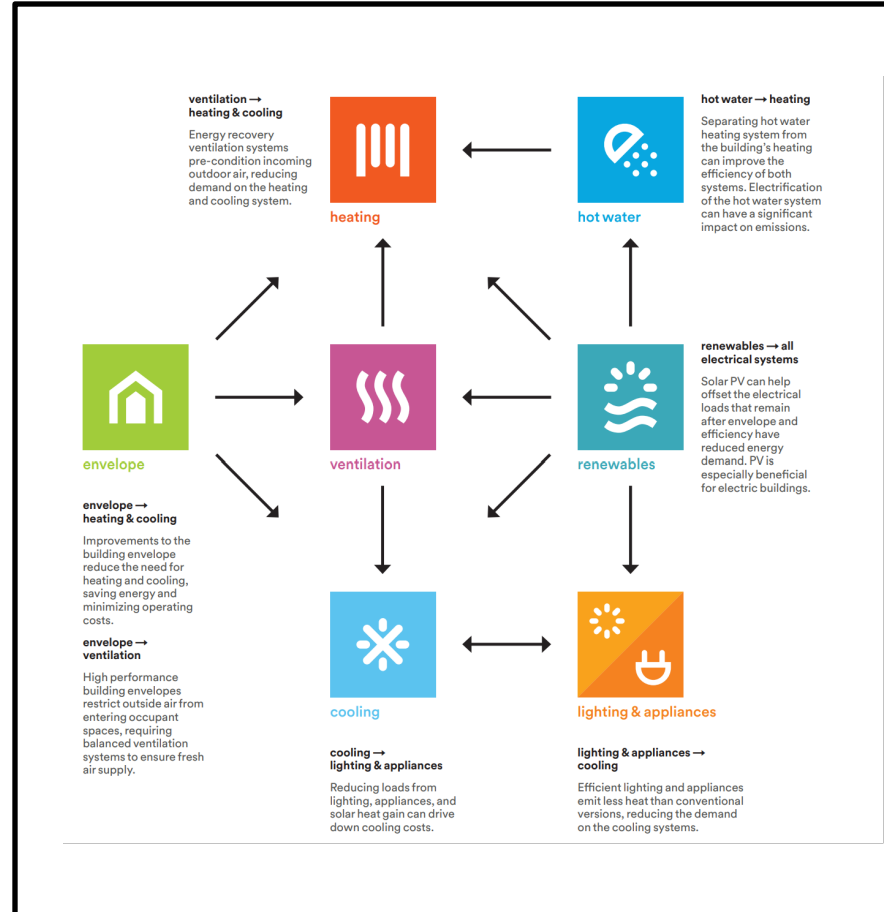 ventilation →
heating & cooling
Energy recovery
ventilation systems
pre-condition incoming
outdoor air, reducing
demand on the heating
and cooling system.
heating
hot water
hot water → heating
Separating hot water
heating system from
the building's heating
can improve the
efficiency of both
systems. Electrification
of the hot water system
can have a significant
impact on emissions.
envelope
ventilation
renewables
renewables → all
electrical systems
Solar PV can help
offset the electrical
loads that remain
after envelope and
efficiency have
reduced energy
demand. PV is
especially beneficial
for electric buildings.
envelope →
heating & cooling
Improvements to the
building envelope
reduce the need for
heating and cooling,
saving energy and
minimizing operating
costs.
envelope →
ventilation
High performance
building envelopes
restrict outside air from
entering occupant
spaces, requiring
balanced ventilation
systems to ensure fresh
air supply.
cooling
cooling →
lighting & appliances
Reducing loads from
lighting, appliances, and
solar heat gain can drive
down cooling costs.
lighting & appliances
lighting & appliances →
cooling
Efficient lighting and appliances
emit less heat than conventional
versions, reducing the demand
on the cooling systems.